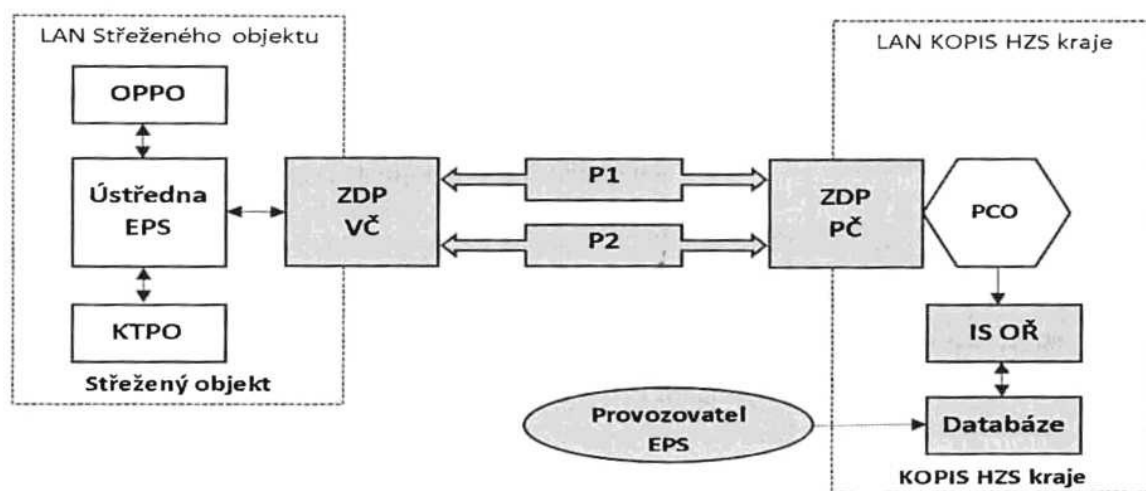 LAN Střeženého objektu
OPPO
Ústředna
EPS
KTPO
Střežený objekt
ZDP
VČ
P1
P2
LAN KOPIS HZS kraje
ZDP
PČ
PCO
IS OŘ
Databáze
KOPIS HZS kraje
Provozovatel
EPS